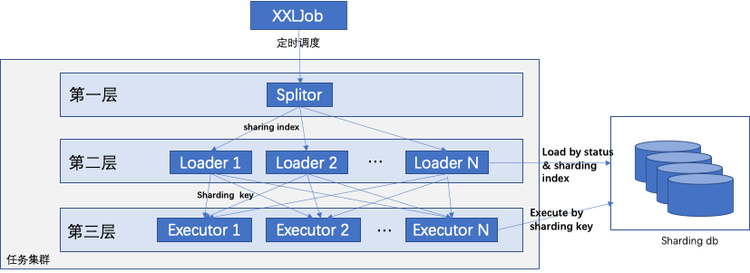 XXLJob
定时调度
第一层
Splitor
sharing index
第二层
Loader 1
Loader 2
...
Loader N
Load by status
& sharding
index
Sharding key
第三层
Executor 1
Executor 2
...
Executor N
Execute by
sharding key
任务集群
Sharding db